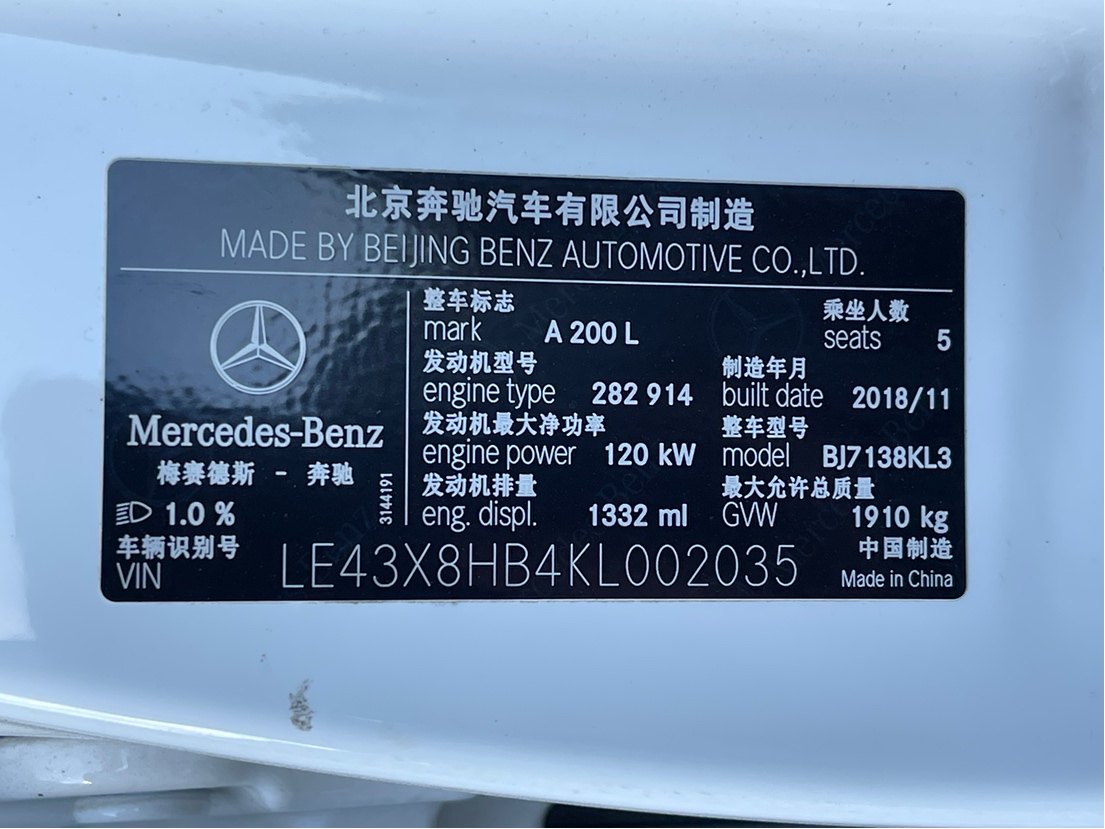 北京奔驰汽车有限公司制造
MADE BY BEIJING BENZ AUTOMOTIVE CO.,LTD.
Mercedes-Benz
梅赛德斯 - 奔驰
1.0 %
3144191
整车标志
mark A 200 L
乘坐人数
seats 5
发动机型号
engine type 282 914
制造年月
built date 2018/11
发动机最大净功率
engine power 120 kW
整车型号
model BJ7138KL3
发动机排量
eng. displ. 1332 ml
最大允许总质量
GVW 1910 kg
车辆识别号
VIN LE43X8HB4KL002035
中国制造
Made in China